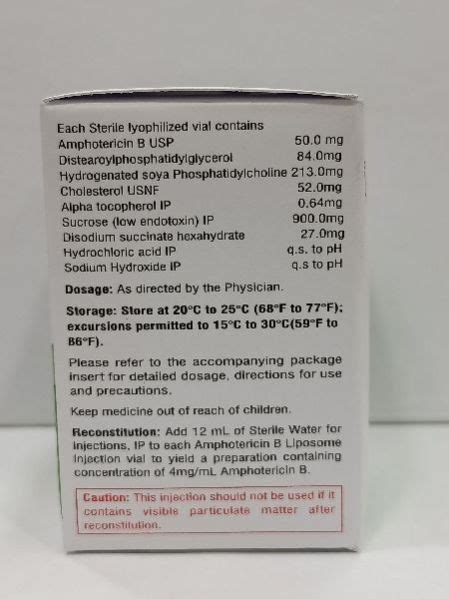 Each Sterile lyophilized vial contains
Amphotericin B USP 50.0 mg
Distearoylphosphatidylglycerol 84.0mg
Hydrogenated soya Phosphatidylcholine 213.0mg
Cholesterol USNF 52.0mg
Alpha tocopherol IP 0.64mg
Sucrose (low endotoxin) IP 900.0mg
Disodium succinate hexahydrate 27.0mg
Hydrochloric acid IP q.s. to pH
Sodium Hydroxide IP q.s to pH
Dosage: As directed by the Physician.
Storage: Store at 20°C to 25°C (68°F to 77°F);
excursions permitted to 15°C to 30°C(59°F to
86°F).
Please refer to the accompanying package
insert for detailed dosage, directions for use
and precautions.
Keep medicine out of reach of children.
Reconstitution: Add 12 mL of Sterile Water for
Injections, IP to each Amphotericin B Liposome
Injection vial to yield a preparation containing
concentration of 4mg/mL Amphotericin B.
Caution: This injection should not be used if it
contains visible particulate matter after
reconstitution.